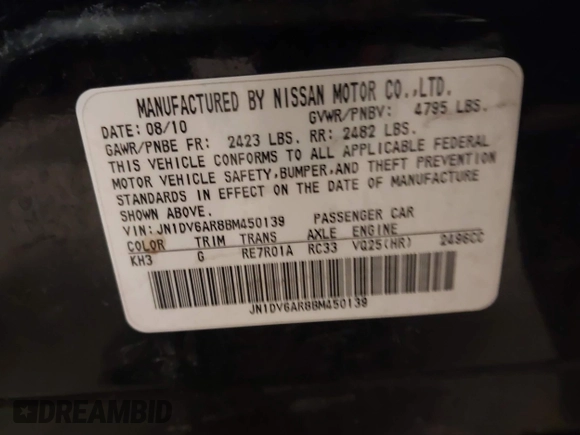 MANUFACTURED BY NISSAN MOTOR CO.,LTD.
DATE: 08/10 GVWR/PNBV: 4795 LBS.
GAWR/PNBE FR: 2423 LBS. RR: 2482 LBS.
THIS VEHICLE CONFORMS TO ALL APPLICABLE FEDERAL
MOTOR VEHICLE SAFETY,BUMPER,AND THEFT PREVENTION
STANDARDS IN EFFECT ON THE DATE OF MANUFACTURE
SHOWN ABOVE.
VIN: JN1DV6AR8BM450139 PASSENGER CAR
COLOR TRIM TRANS AXLE ENGINE
KH3 G RE7R01A RC33 VQ25(HR) 2496CC
JN1DV6AR8BM450139
DREAMBID